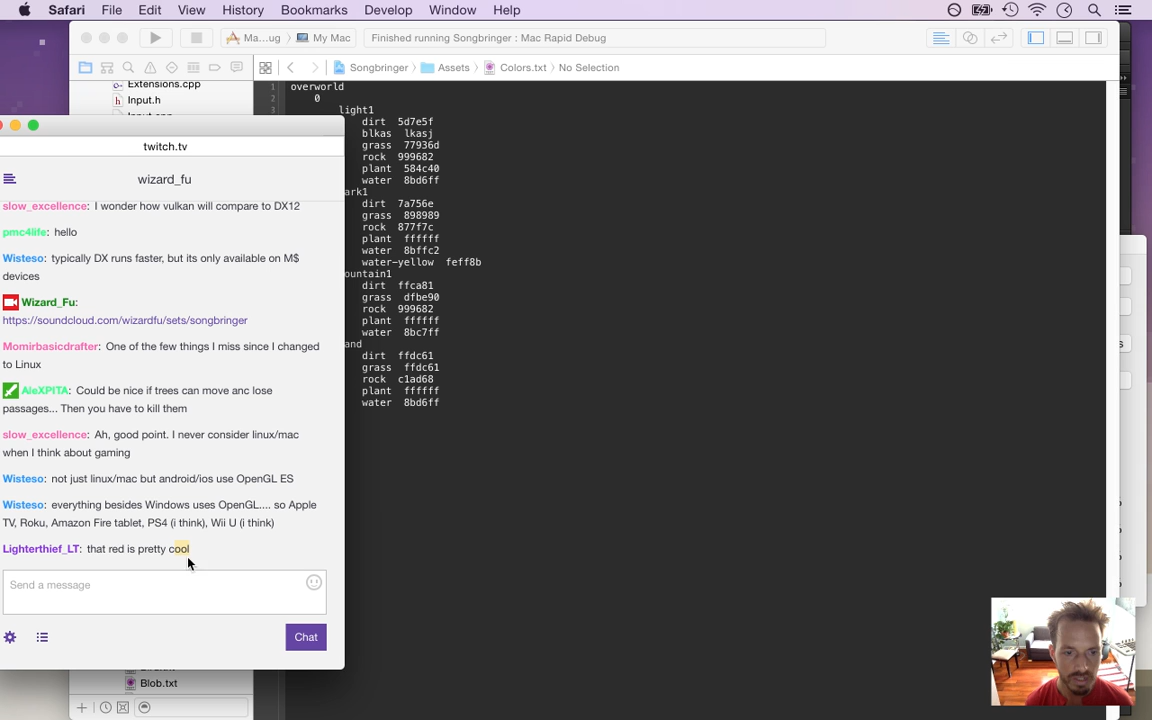 Safari File Edit View History Bookmarks Develop Window Help
Ma...ug My Mac Finished running Songbringer : Mac Rapid Debug
Songbringer Assets Colors.txt No Selection
Extensions.cpp
Input.h
1 overworld
2 0
3 light1
dirt 5d7e5f
blkas lkasj
grass 77936d
rock 999682
plant 584c40
water 8bd6ff
ark1
dirt 7a756e
grass 898989
rock 877f7c
plant ffffff
water 8bffc2
water-yellow feff8b
ountain1
dirt ffca81
grass dfbe90
rock 999682
plant ffffff
water 8bc7ff
and
dirt ffdc61
grass ffdc61
rock c1ad68
plant ffffff
water 8bd6ff
twitch.tv
wizard_fu
slow_excellence: I wonder how vulkan will compare to DX12
pmc4life: hello
Wisteso: typically DX runs faster, but its only available on M$
devices
Wizard_Fu:
https://soundcloud.com/wizardfu/sets/songbringer
Momirbasicdrafter: One of the few things I miss since I changed
to Linux
AleXPITA: Could be nice if trees can move anc lose
passages... Then you have to kill them
slow_excellence: Ah, good point. I never consider linux/mac
when I think about gaming
Wisteso: not just linux/mac but android/ios use OpenGL ES
Wisteso: everything besides Windows uses OpenGL.... so Apple
TV, Roku, Amazon Fire tablet, PS4 (i think), Wii U (i think)
Lighterthief_LT: that red is pretty cool
Send a message
Chat
Blob.txt